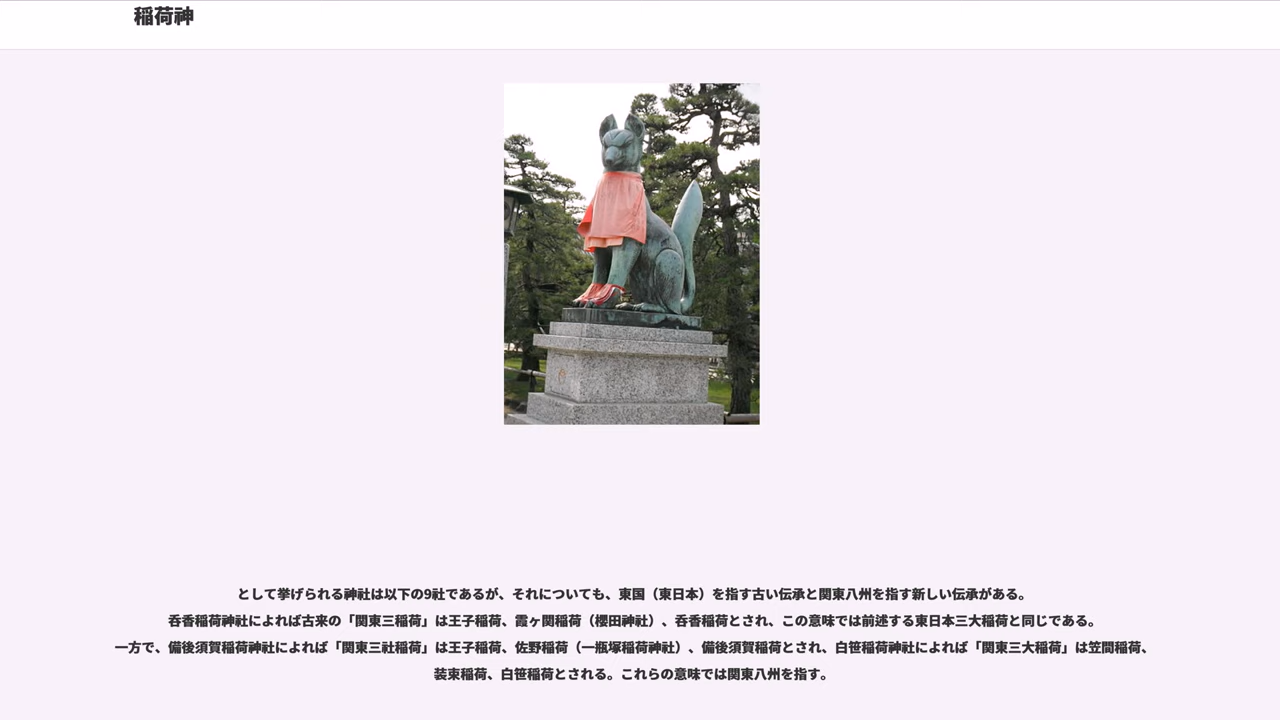 稲荷神
として挙げられる神社は以下の9社であるが、それについても、東国（東日本）を指す古い伝承と関東八州を指す新しい伝承がある。
呑香稲荷神社によれば古来の「関東三稲荷」は王子稲荷、霞ヶ関稲荷（櫻田神社）、呑香稲荷とされ、この意味では前述する東日本三大稲荷と同じである。
一方で、備後須賀稲荷神社によれば「関東三社稲荷」は王子稲荷、佐野稲荷（一瓶塚稲荷神社）、備後須賀稲荷とされ、白笹稲荷神社によれば「関東三大稲荷」は笠間稲荷、
装束稲荷、白笹稲荷とされる。これらの意味では関東八州を指す。